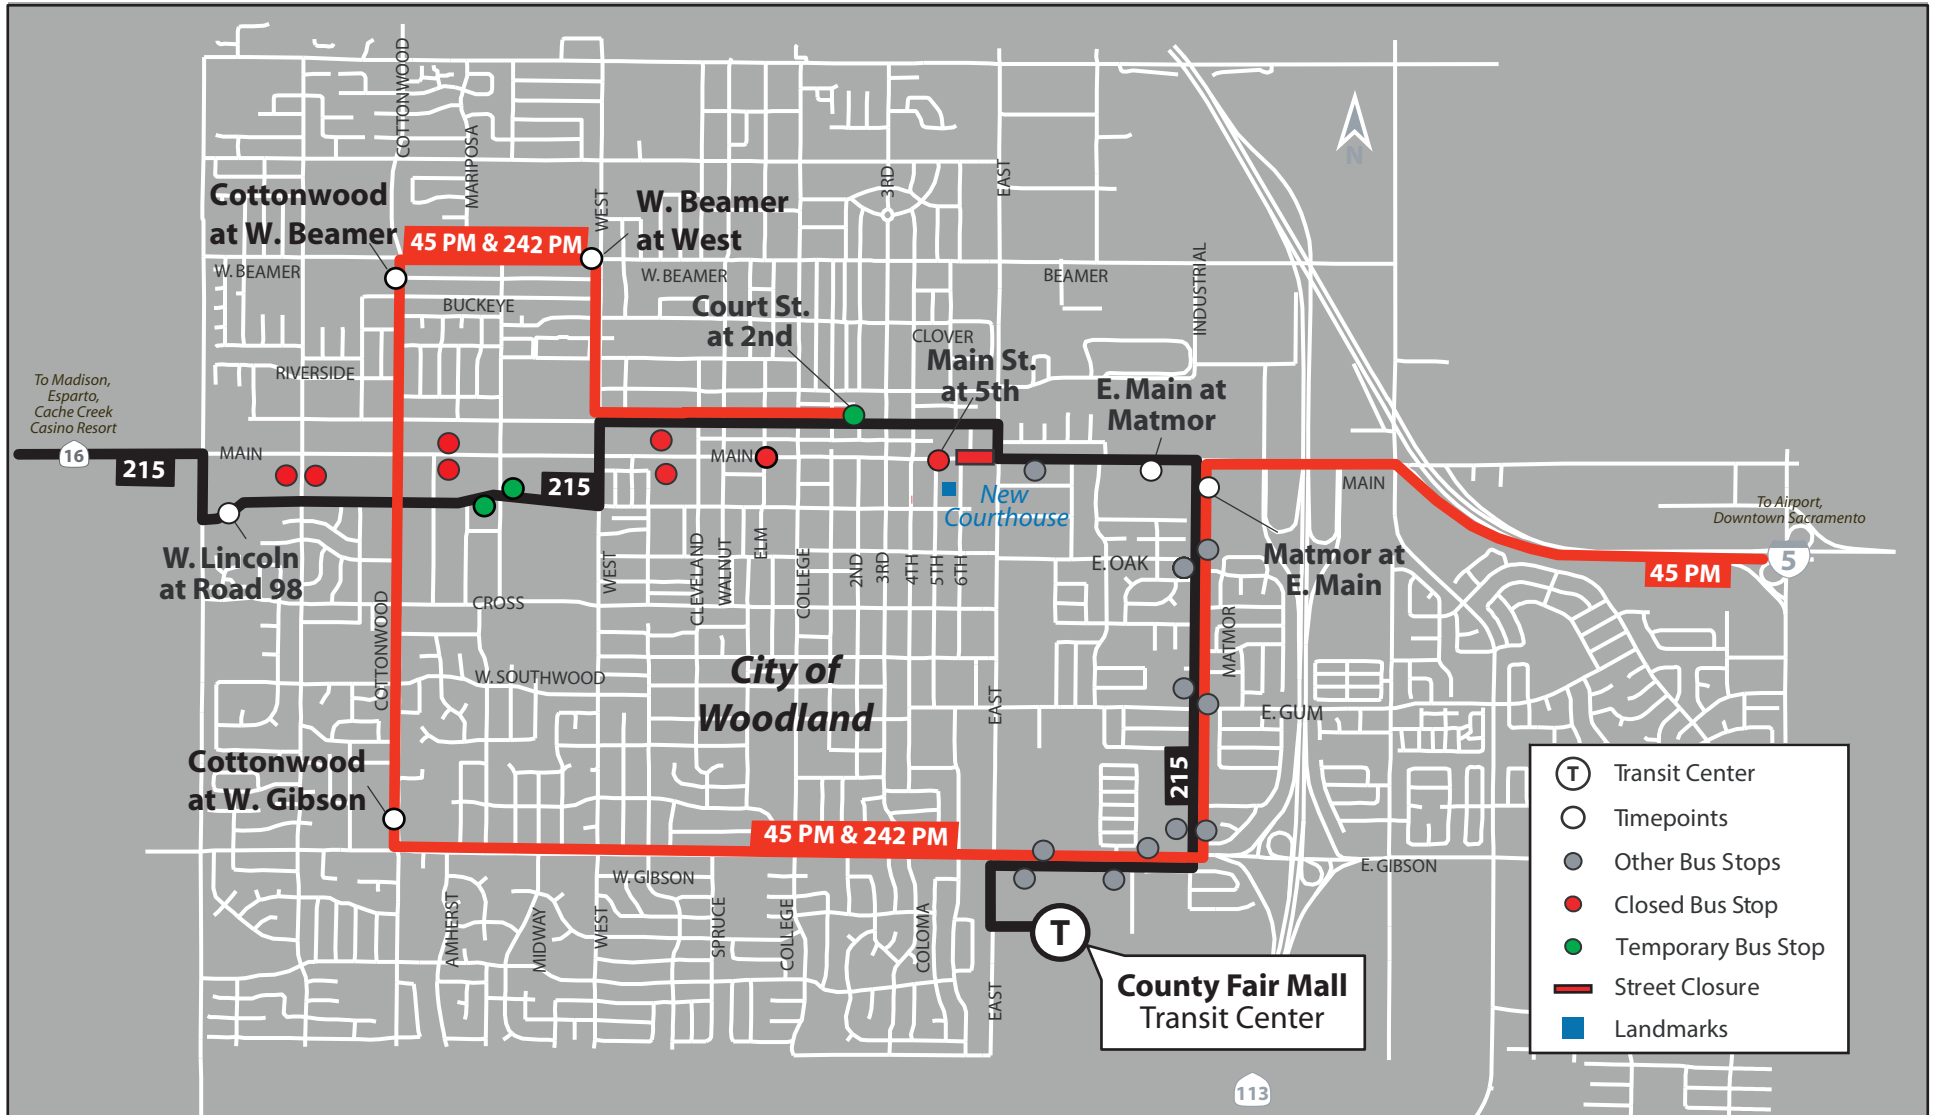 COTTONWOOD
MARIPOSA
WEST
3RD
EAST
N
INDUSTRIAL
Cottonwood
at W. Beamer
45 PM & 242 PM
W. Beamer
at West
W. BEAMER
W. BEAMER
BEAMER
BUCKEYE
Court St.
at 2nd
CLOVER
Main St.
at 5th
RIVERSIDE
E. Main at
Matmor
To Madison,
Esparto,
Cache Creek
Casino Resort
16
215
MAIN
215
MAIN
MAIN
New
Courthouse
To Airport,
Downtown Sacramento
5
45 PM
W. Lincoln
at Road 98
Matmor at
E. Main
E. OAK
WEST
CLEVELAND
WALNUT
ELM
COLLEGE
2ND
3RD
4TH
5TH
6TH
CROSS
COTTONWOOD
MATMOR
W. SOUTHWOOD
City of
Woodland
EAST
E. GUM
215
Cottonwood
at W. Gibson
45 PM & 242 PM
W. GIBSON
E. GIBSON
AMHERST
MIDWAY
WEST
SPRUCE
COLLEGE
COLOMA
EAST
T
County Fair Mall
Transit Center
113
T Transit Center
Timepoints
Other Bus Stops
Closed Bus Stop
Temporary Bus Stop
Street Closure
Landmarks